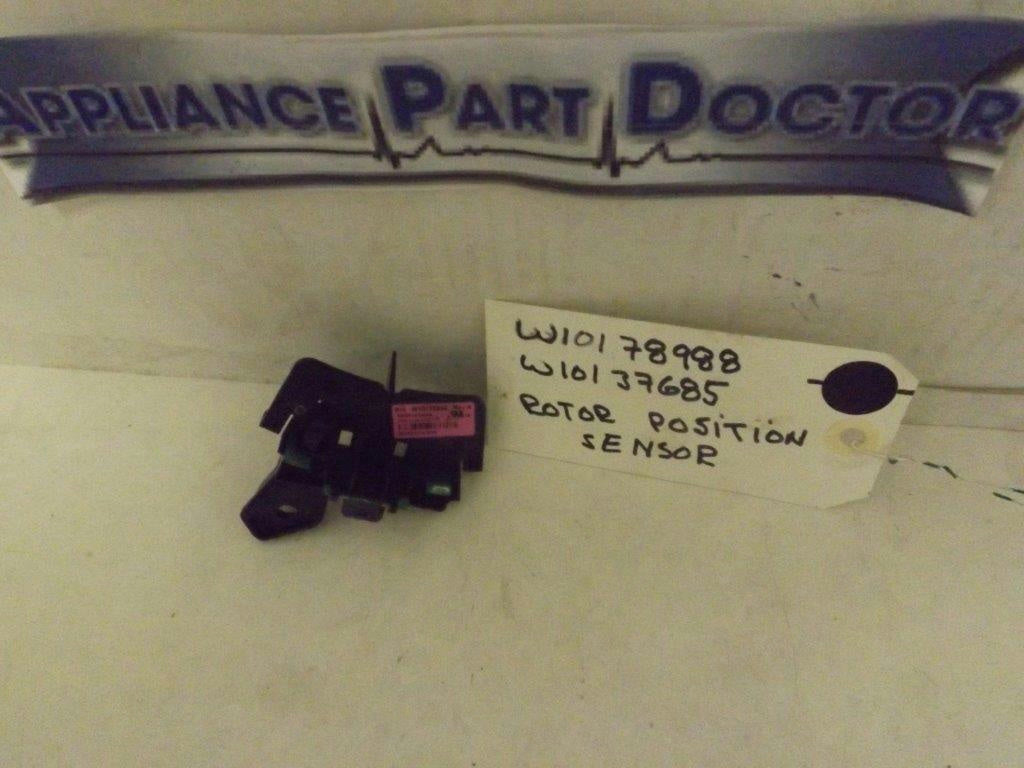 APPLIANCE PART DOCTOR
W10178988
W10137685
ROTOR POSITION
SENSOR